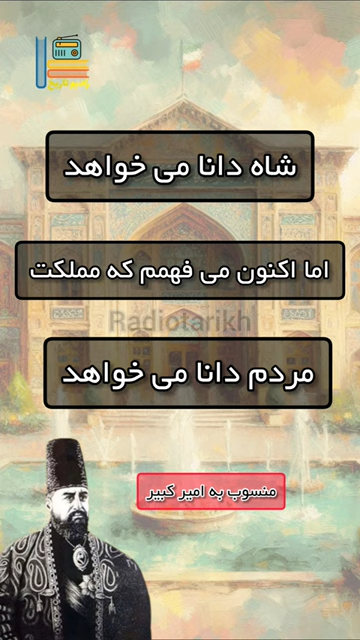 شاه دانا می خواهد
اما اکنون می فهمم که مملکت
Radiotarikh
مردم دانا می خواهد
منسوب به امیر کبیر